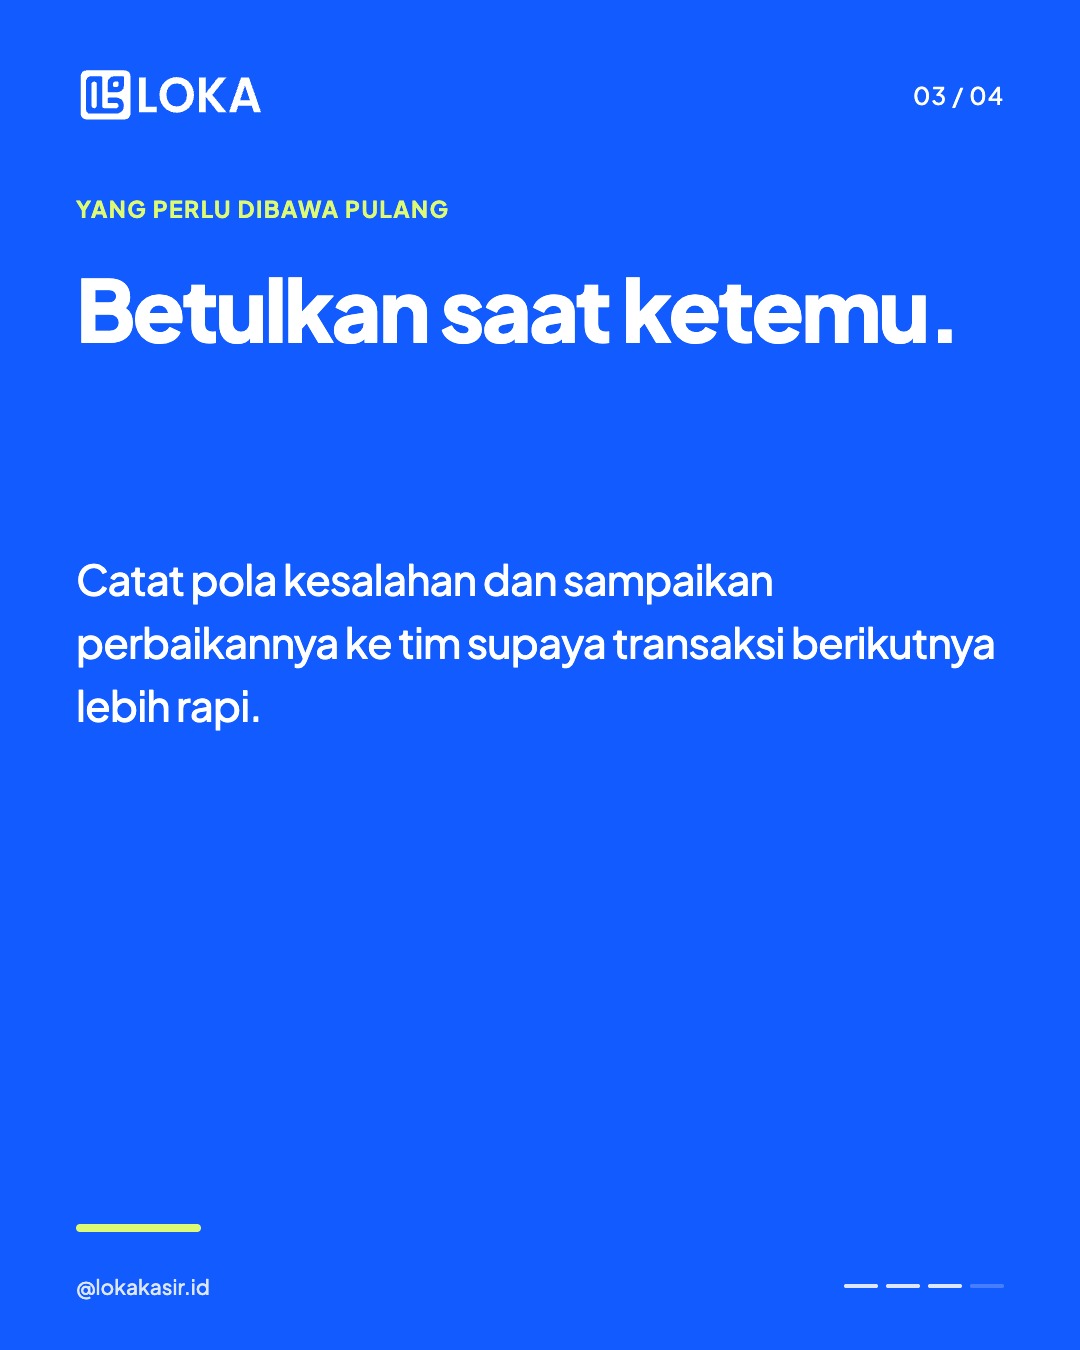 LOKA
03 / 04
YANG PERLU DIBAWA PULANG
Betulkan saat ketemu.
Catat pola kesalahan dan sampaikan
perbaikannya ke tim supaya transaksi berikutnya
lebih rapi.
@lokakasir.id